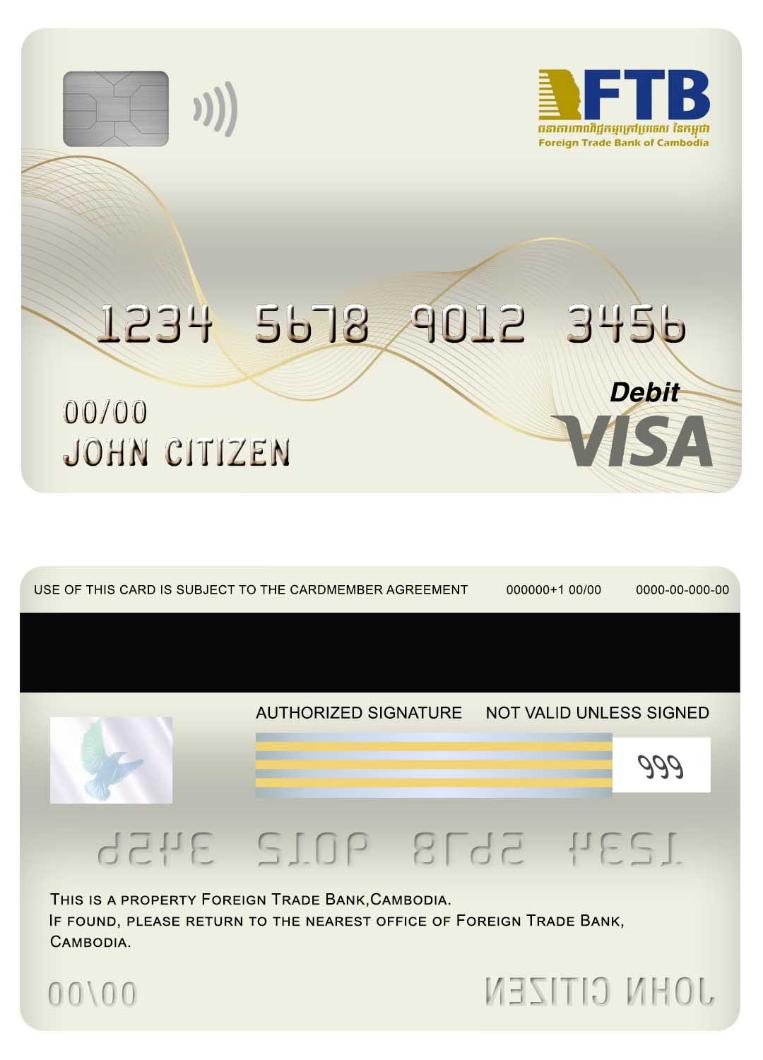 FTB
ធនាគារពាណិជ្ជកម្មក្រៅប្រទេស នៃកម្ពុជា
Foreign Trade Bank of Cambodia
1234 5678 9012 3456
Debit
00/00
VISA
JOHN CITIZEN
USE OF THIS CARD IS SUBJECT TO THE CARDMEMBER AGREEMENT 000000+1 00/00 0000-00-000-00
AUTHORIZED SIGNATURE NOT VALID UNLESS SIGNED
999
1234 5678 9012 3456
THIS IS A PROPERTY FOREIGN TRADE BANK,CAMBODIA.
IF FOUND, PLEASE RETURN TO THE NEAREST OFFICE OF FOREIGN TRADE BANK,
CAMBODIA.
00/00 JOHN CITIZEN